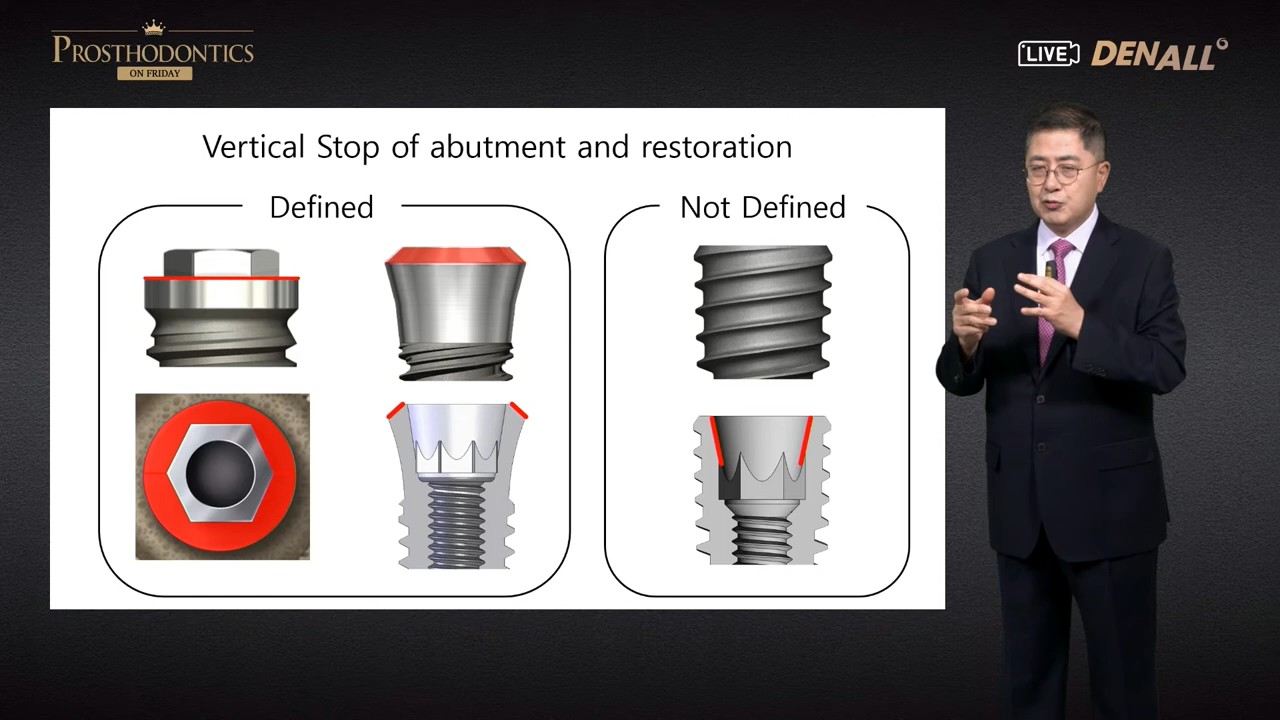 PROSTHODONTICS
ON FRIDAY
LIVE
DENALL
Vertical Stop of abutment and restoration
Defined
Not Defined